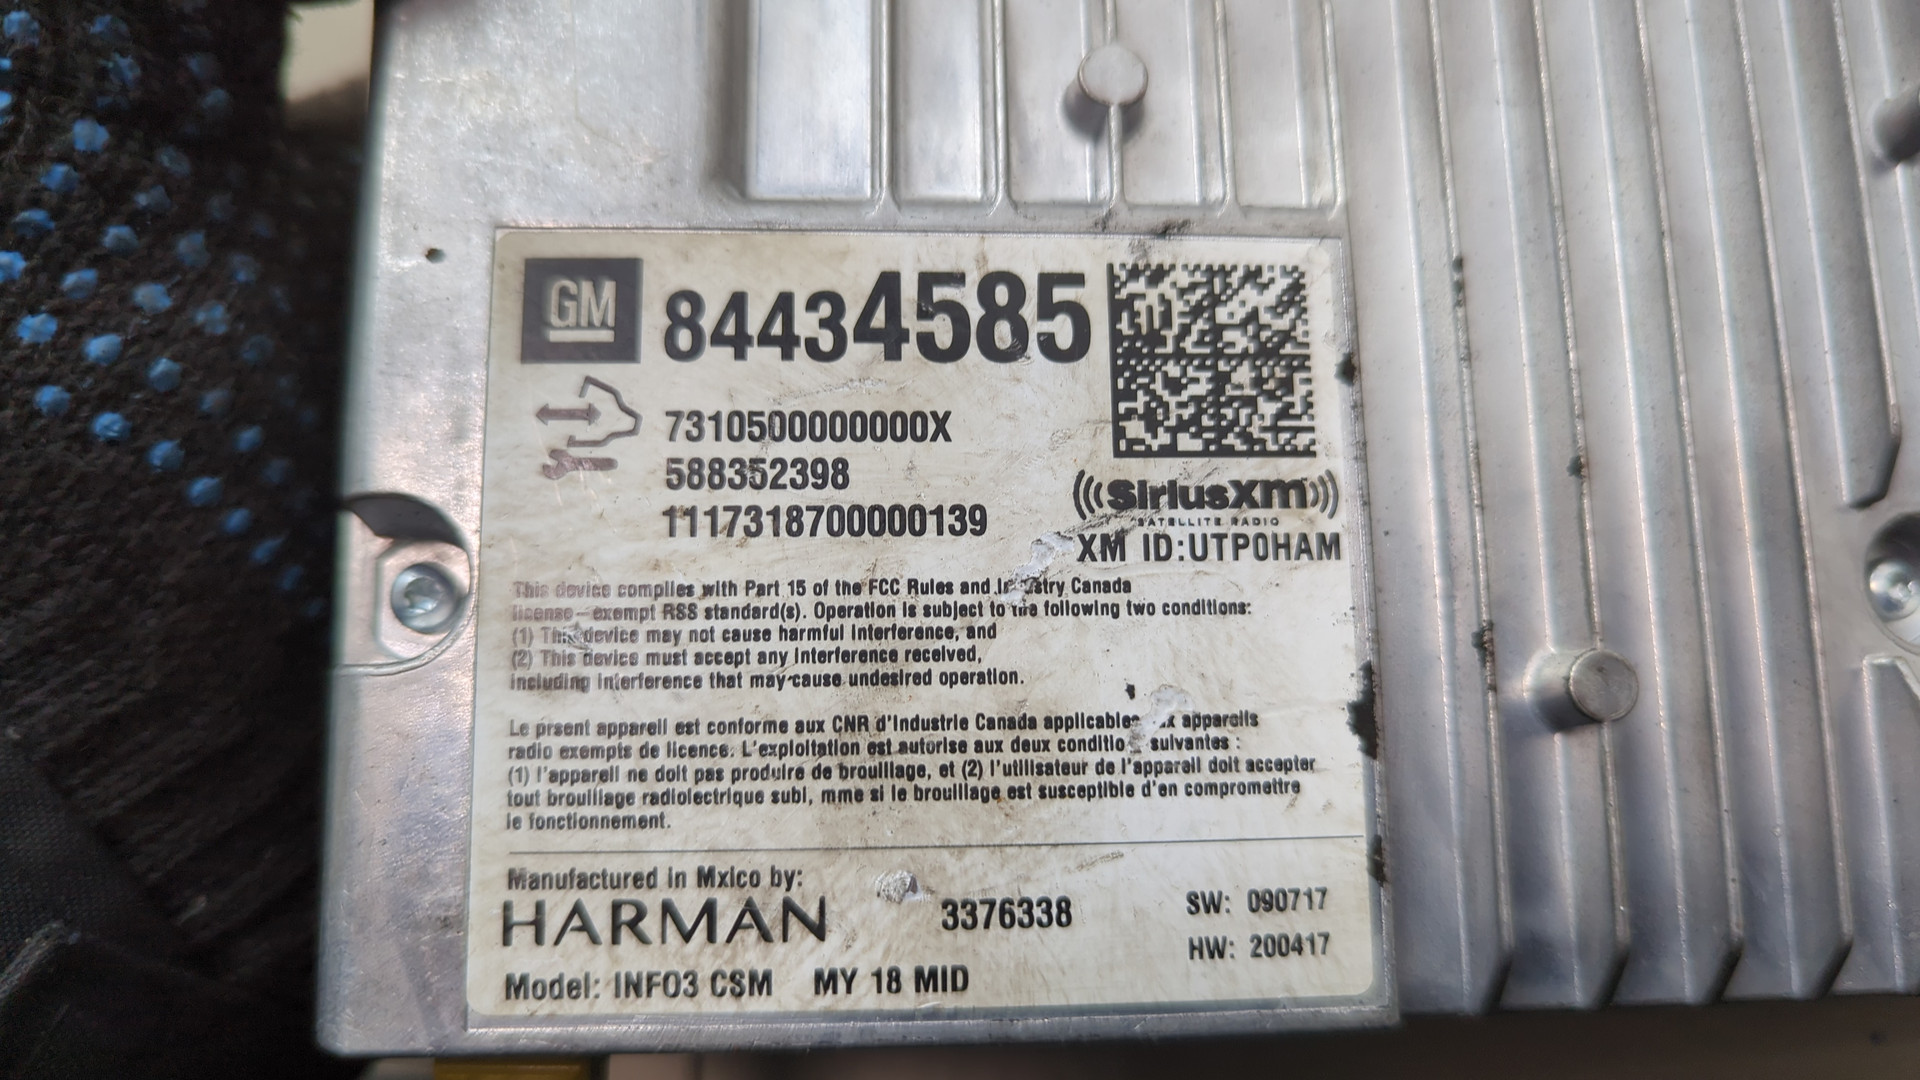 GM
84434585
7310500000000X
588352398
1117318700000139
((SiriusXM))
SATELLITE RADIO
XM ID:UTP0HAM
This device complies with Part 15 of the FCC Rules and Canada
license-exempt RSS standard(s). Operation is subject to the following two conditions:
(1) This device may not cause harmful interference, and
(2) This device must accept any interference received,
including interference that may cause undesired operation.
Le prsent appareil est conforme aux CNR d'Industrie Canada applicables appareils
radio exempts de licence. L'exploitation est autorise aux deux suivantes :
(1) l'appareil ne doit pas produire de brouillage, et (2) l'utilisateur de l'appareil doit accepter
tout brouillage radiolectrique subi, mme si le brouillage est susceptible d'en compromettre
le fonctionnement.
Manufactured in Mxico by:
HARMAN
3376338
SW: 090717
HW: 200417
Model: INFO3 CSM MY 18 MID